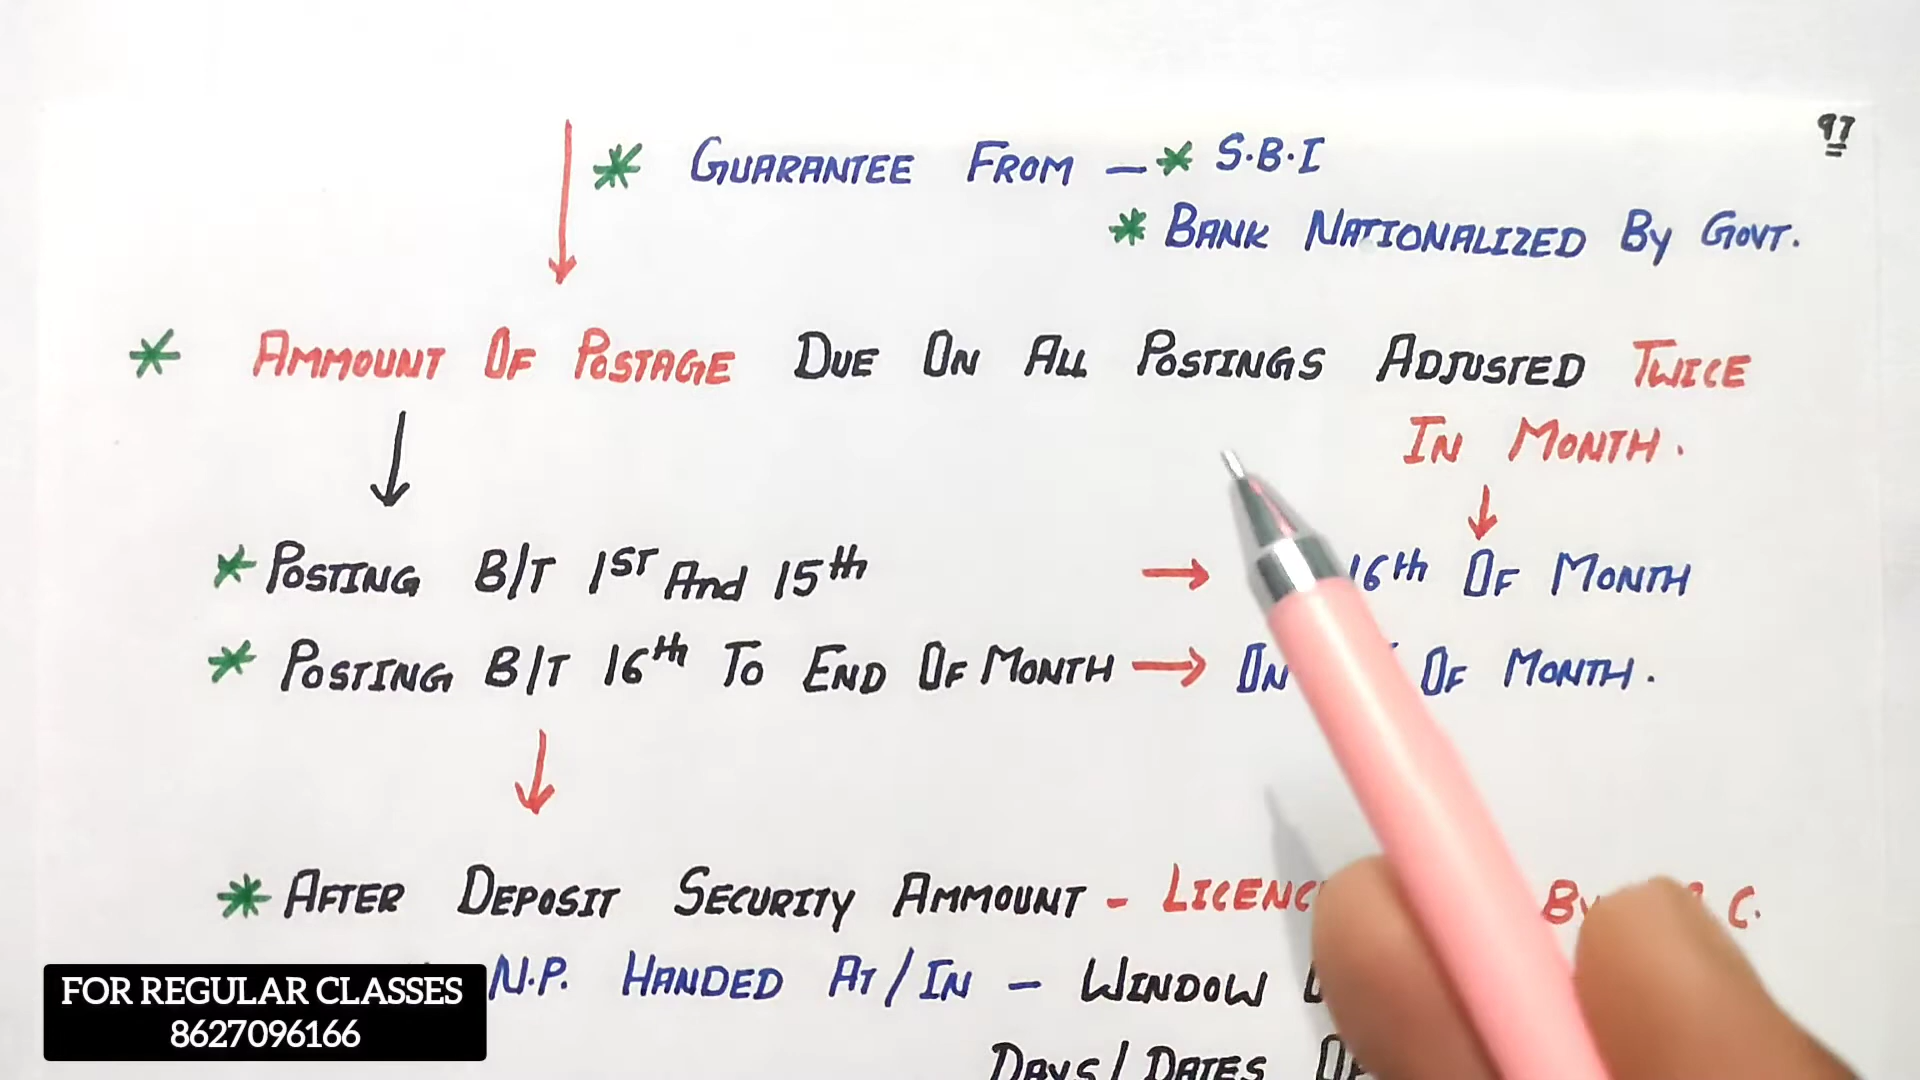 97
* GUARANTEE FROM – * S.B.I
* BANK NATIONALIZED BY GOVT.
* AMMOUNT OF POSTAGE DUE ON ALL POSTINGS ADJUSTED TWICE
IN MONTH.
* POSTING B/T 1ST And 15th → 16th OF MONTH
* POSTING B/T 16th TO END OF MONTH → ON OF MONTH.
* AFTER DEPOSIT SECURITY AMMOUNT - BY C.
N.P. HANDED AT/IN – WINDOW
DAYS/DATES
FOR REGULAR CLASSES
8627096166